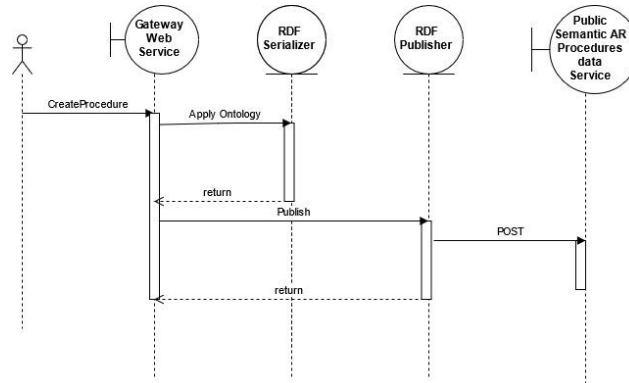 Gateway
Web
Service
RDF
Serializer
RDF
Publisher
Public
Semantic AR
Procedures
data
Service
CreateProcedure
Apply Ontology
return
Publish
POST
return